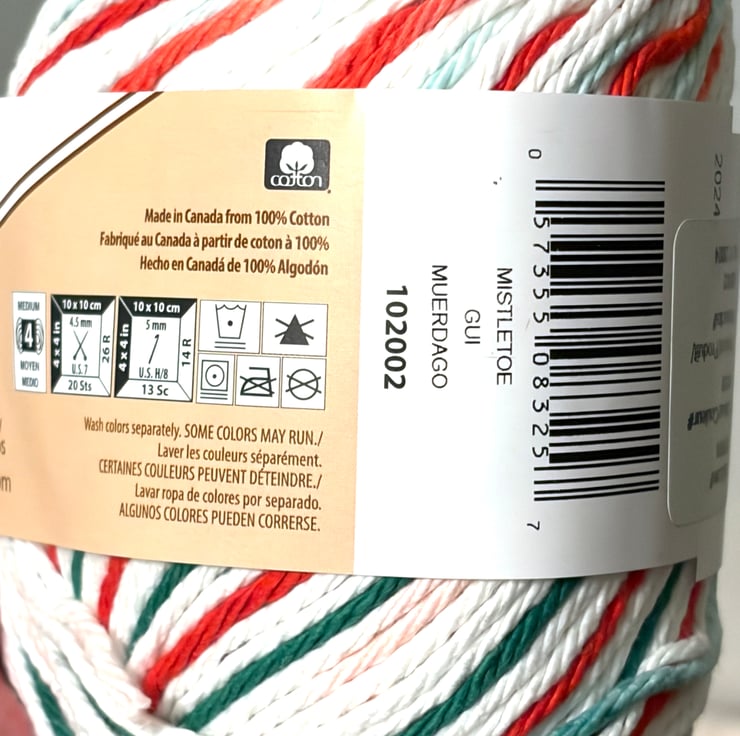 cotton
Made in Canada from 100% Cotton
Fabriqué au Canada à partir de coton à 100%
Hecho en Canadá de 100% Algodón
MEDIUM
4
MOYEN
MEDIO
10 x 10 cm
4 x 4 in
4.5 mm
U.S. 7
26 R
20 Sts
10 x 10 cm
4 x 4 in
5 mm
U.S. H/8
14 R
13 Sc
Wash colors separately. SOME COLORS MAY RUN./
Laver les couleurs séparément.
CERTAINES COULEURS PEUVENT DÉTEINDRE./
Lavar ropa de colores por separado.
ALGUNOS COLORES PUEDEN CORRERSE.
MISTLETOE
GUI
MUERDAGO
102002
0 57355 08325 7
2024